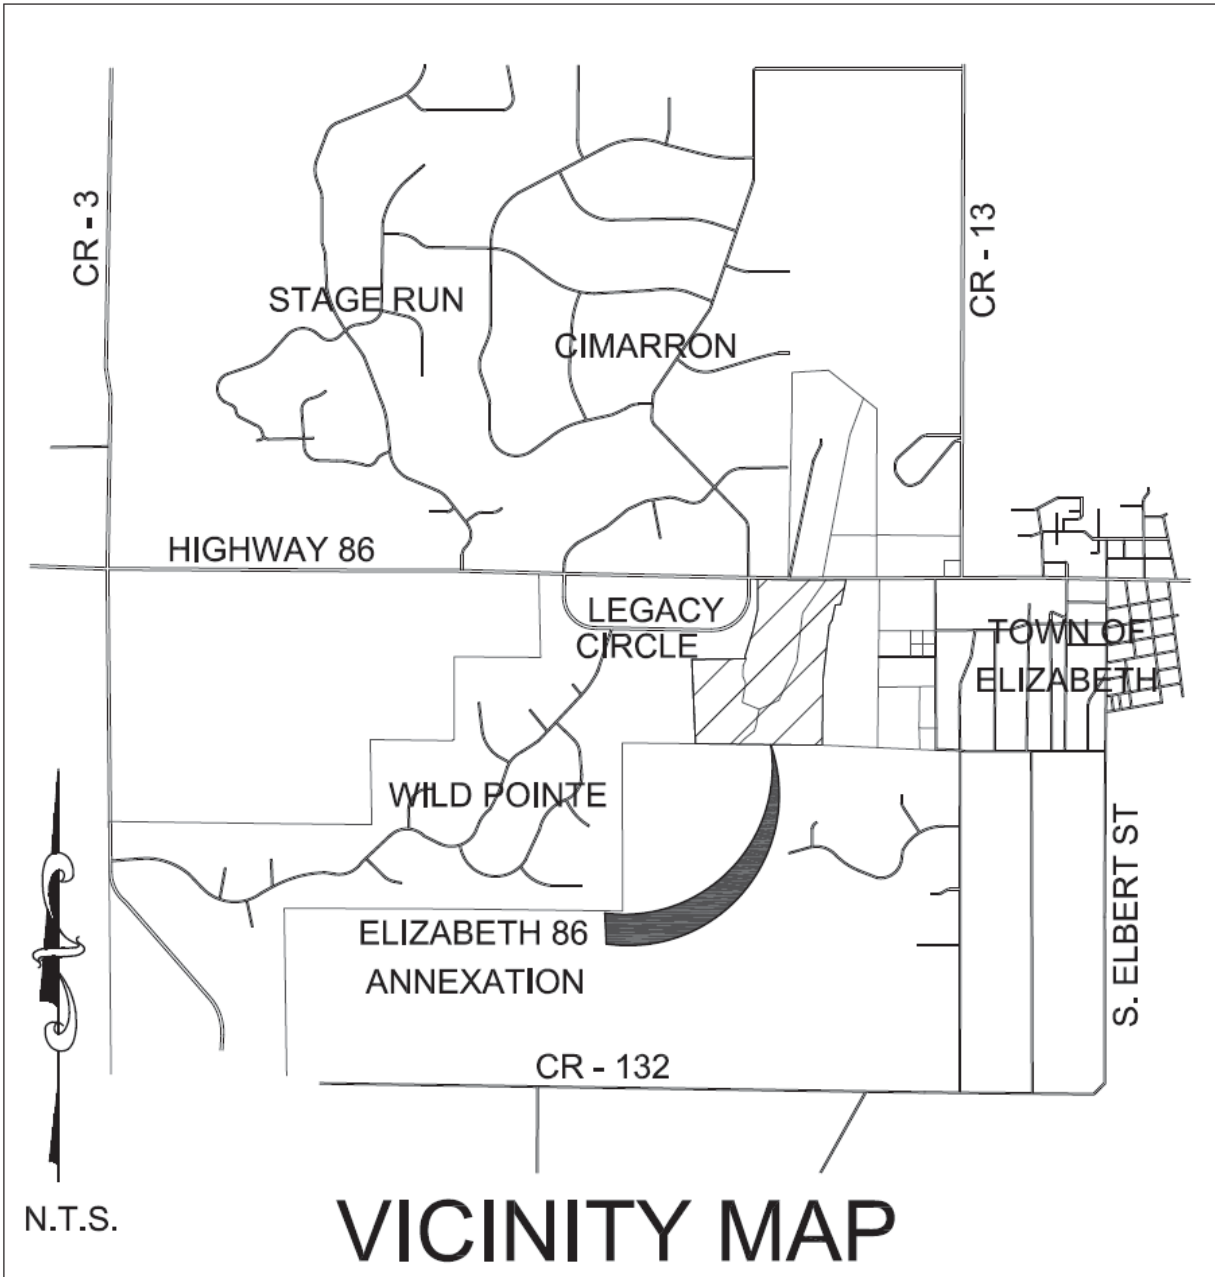 CR - 3
CR - 13
STAGE RUN
CIMARRON
HIGHWAY 86
LEGACY
CIRCLE
TOWN OF
ELIZABETH
WILD POINTE
S. ELBERT ST
ELIZABETH 86
ANNEXATION
CR - 132
N.T.S.
VICINITY MAP